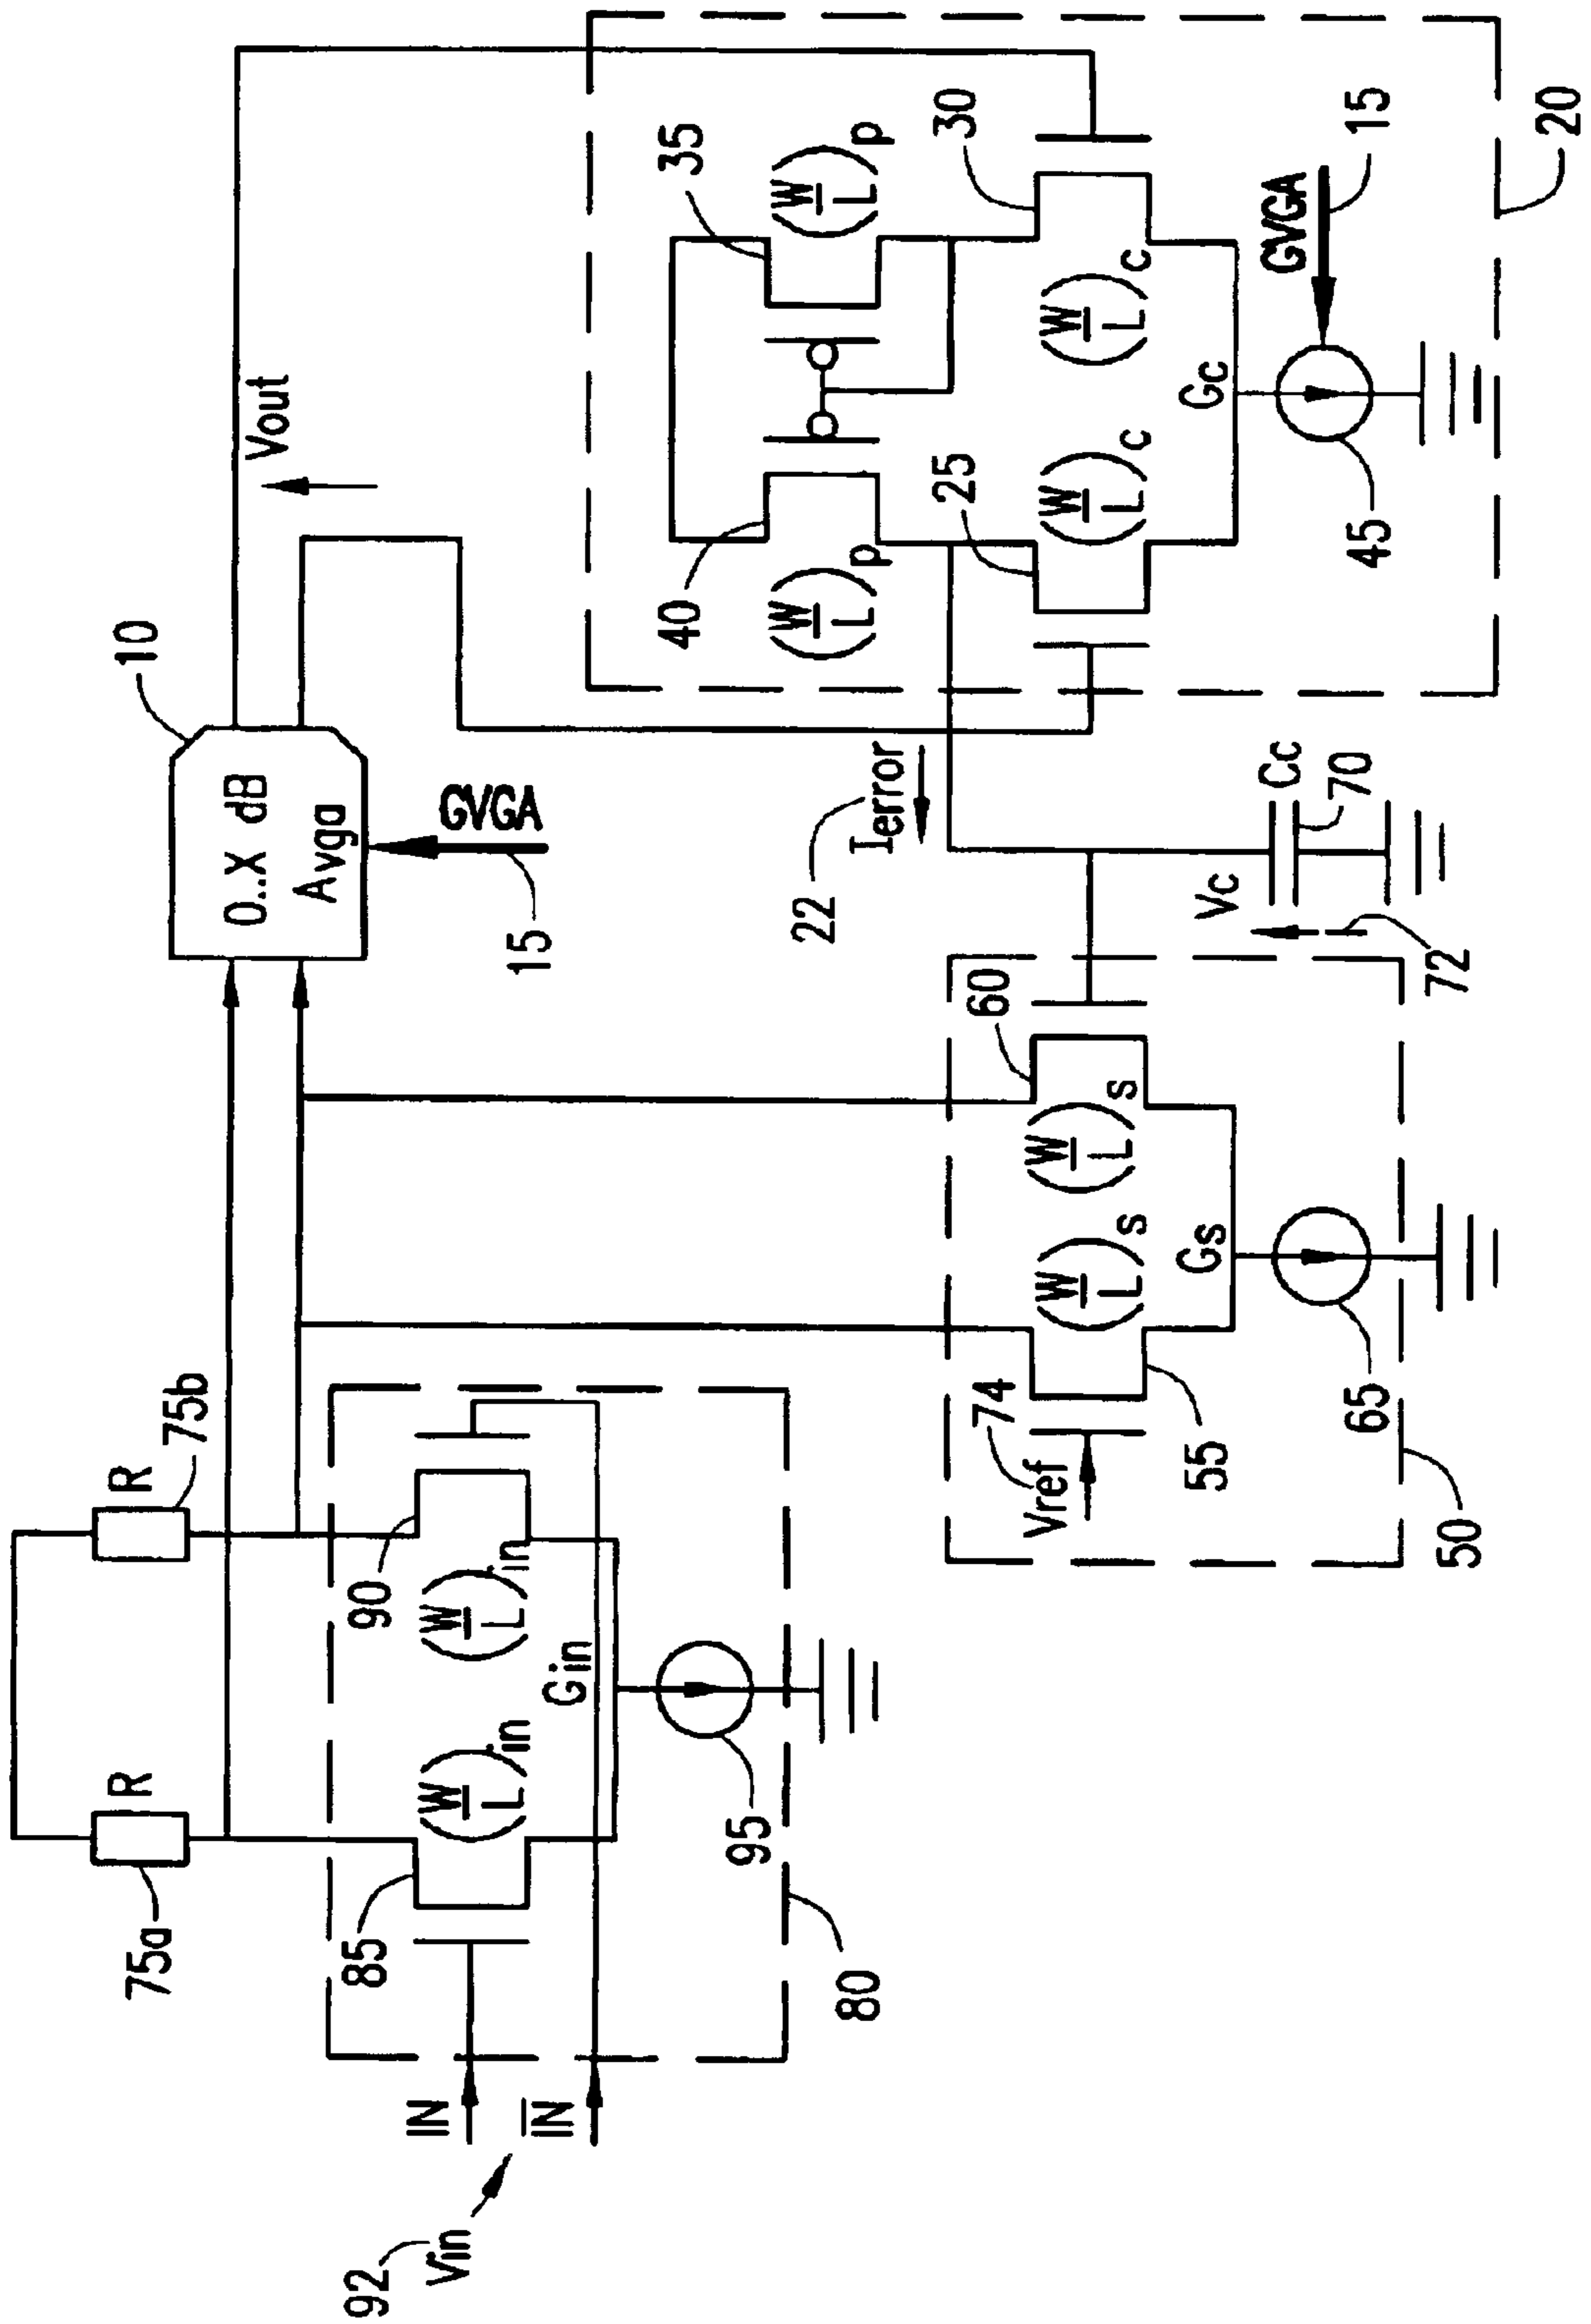 92
Vin
IN
IN
75a
R
R
75b
85
(W/L)in
(W/L)in
90
Gin
95
80
0..X dB
Avga
10
GVGA
15
Vout
Vref
74
55
(W/L)s
(W/L)s
60
Gs
65
50
22
Ierror
Vc
72
Cc
70
40
35
(W/L)p
(W/L)p
25
30
(W/L)c
(W/L)c
Gc
GVGA
15
45
20